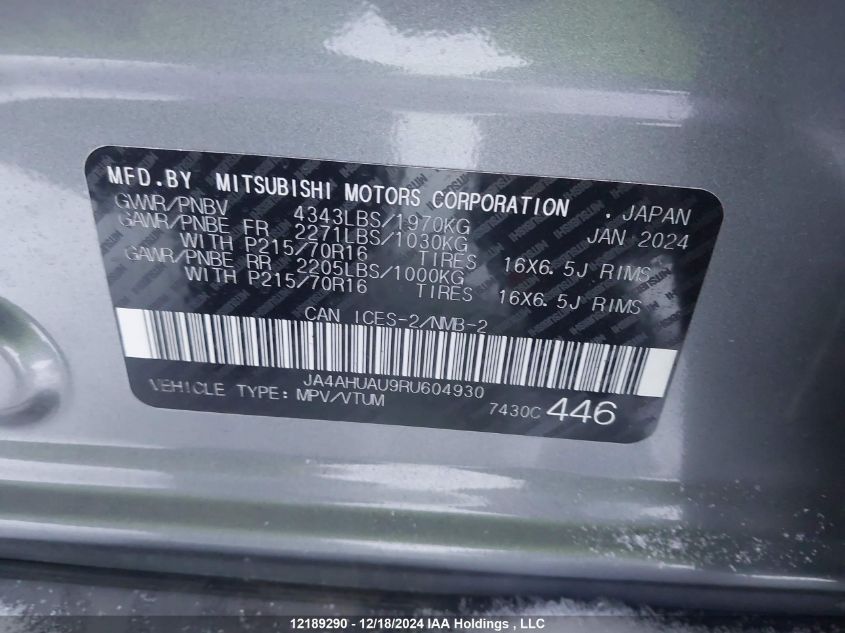 MFD.BY MITSUBISHI MOTORS CORPORATION . JAPAN
GVWR/PNBV 4343LBS/1970KG JAN 2024
GAWR/PNBE FR 2271LBS/1030KG
WITH P215/70R16 TIRES 16X6.5J RIMS
GAWR/PNBE RR 2205LBS/1000KG
WITH P215/70R16 TIRES 16X6.5J RIMS
CAN ICES-2/NMB-2
JA4AHUAU9RU604930
VEHICLE TYPE:MPV/VTUM 7430C 446
12189290 - 12/18/2024 IAA Holdings , LLC